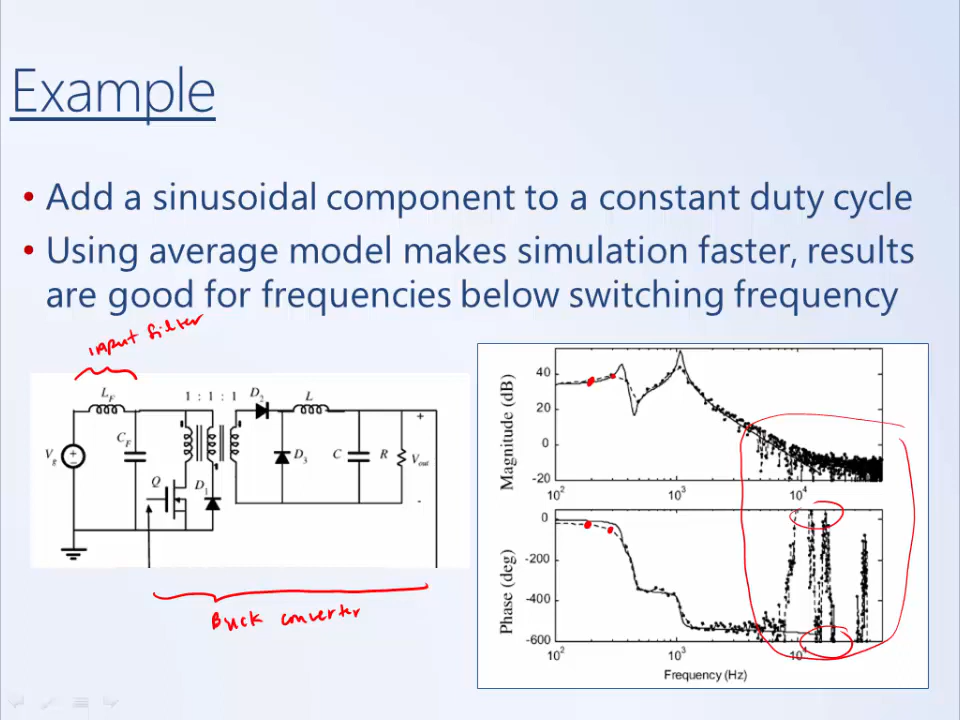 Example
• Add a sinusoidal component to a constant duty cycle
• Using average model makes simulation faster, results
are good for frequencies below switching frequency
input filter
L_F
1 : 1 : 1
D_2
L
+
C_F
V_g
+
-
Q
D_1
D_3
C
R
V_out
-
Buck converter
Magnitude (dB)
40
20
0
-20
10^2
10^3
10^4
Phase (deg)
0
-200
-400
-600
10^2
10^3
10^4
Frequency (Hz)